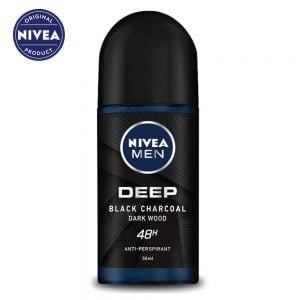 ORIGINAL
NIVEA
PRODUCT
NIVEA
MEN
DEEP
BLACK CHARCOAL
DARK WOOD
48H
ANTI-PERSPIRANT
50ml